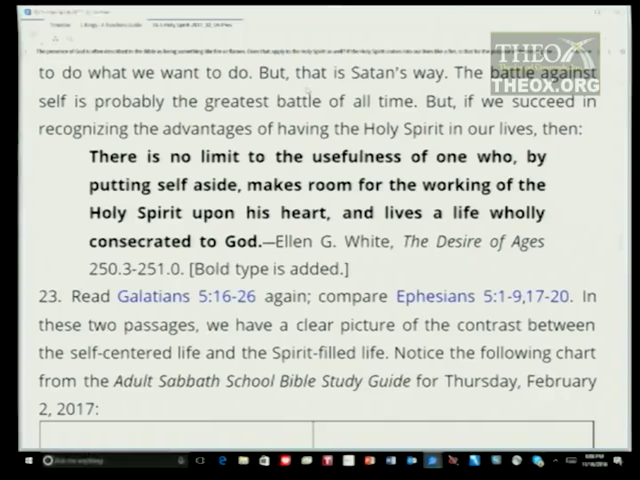 THEOX
THEOX.ORG
to do what we want to do. But, that is Satan's way. The battle against
self is probably the greatest battle of all time. But, if we succeed in
recognizing the advantages of having the Holy Spirit in our lives, then:
There is no limit to the usefulness of one who, by
putting self aside, makes room for the working of the
Holy Spirit upon his heart, and lives a life wholly
consecrated to God.—Ellen G. White, The Desire of Ages
250.3-251.0. [Bold type is added.]
23. Read Galatians 5:16-26 again; compare Ephesians 5:1-9,17-20. In
these two passages, we have a clear picture of the contrast between
the self-centered life and the Spirit-filled life. Notice the following chart
from the Adult Sabbath School Bible Study Guide for Thursday, February
2, 2017: